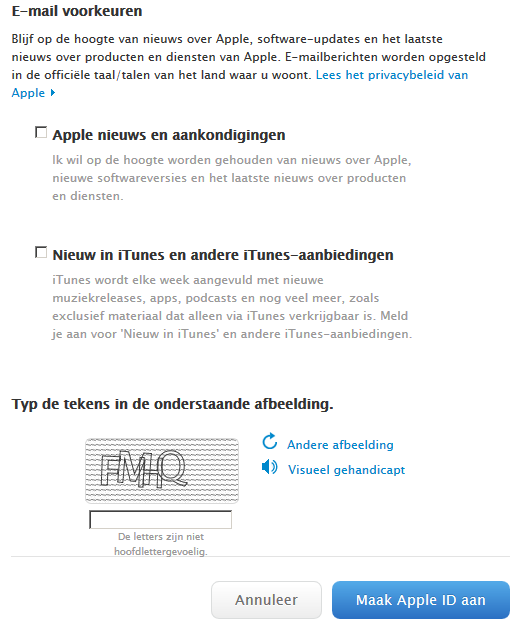 E-mail voorkeuren
Blijf op de hoogte van nieuws over Apple, software-updates en het laatste
nieuws over producten en diensten van Apple. E-mailberichten worden opgesteld
in de officiële taal/talen van het land waar u woont. Lees het privacybeleid van
Apple
Apple nieuws en aankondigingen
Ik wil op de hoogte worden gehouden van nieuws over Apple,
nieuwe softwareversies en het laatste nieuws over producten
en diensten.
Nieuw in iTunes en andere iTunes-aanbiedingen
iTunes wordt elke week aangevuld met nieuwe
muziekreleases, apps, podcasts en nog veel meer, zoals
exclusief materiaal dat alleen via iTunes verkrijgbaar is. Meld
je aan voor 'Nieuw in iTunes' en andere iTunes-aanbiedingen.
Typ de tekens in de onderstaande afbeelding.
Andere afbeelding
Visueel gehandicapt
De letters zijn niet
hoofdlettergevoelig.
Annuleer
Maak Apple ID aan